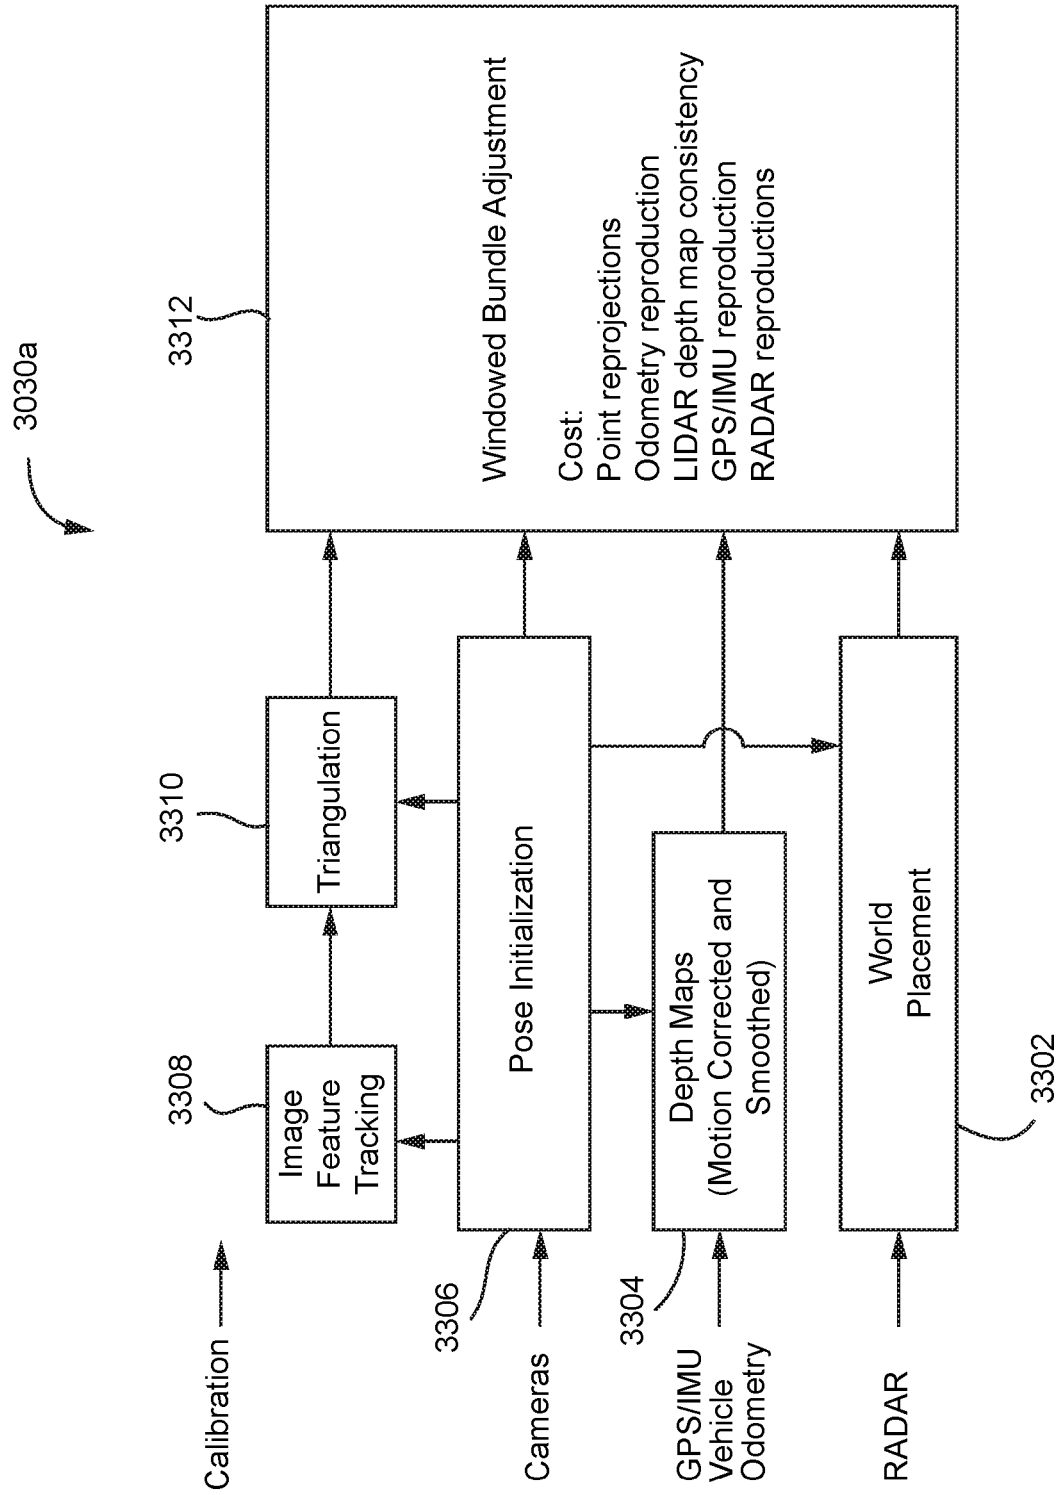 3030a
Calibration
3308
Image
Feature
Tracking
3310
Triangulation
3312
Windowed Bundle Adjustment
Cost:
Point reprojections
Odometry reproduction
LIDAR depth map consistency
GPS/IMU reproduction
RADAR reproductions
Cameras
3306
Pose Initialization
GPS/IMU
Vehicle
Odometry
3304
Depth Maps
(Motion Corrected and
Smoothed)
RADAR
World
Placement
3302